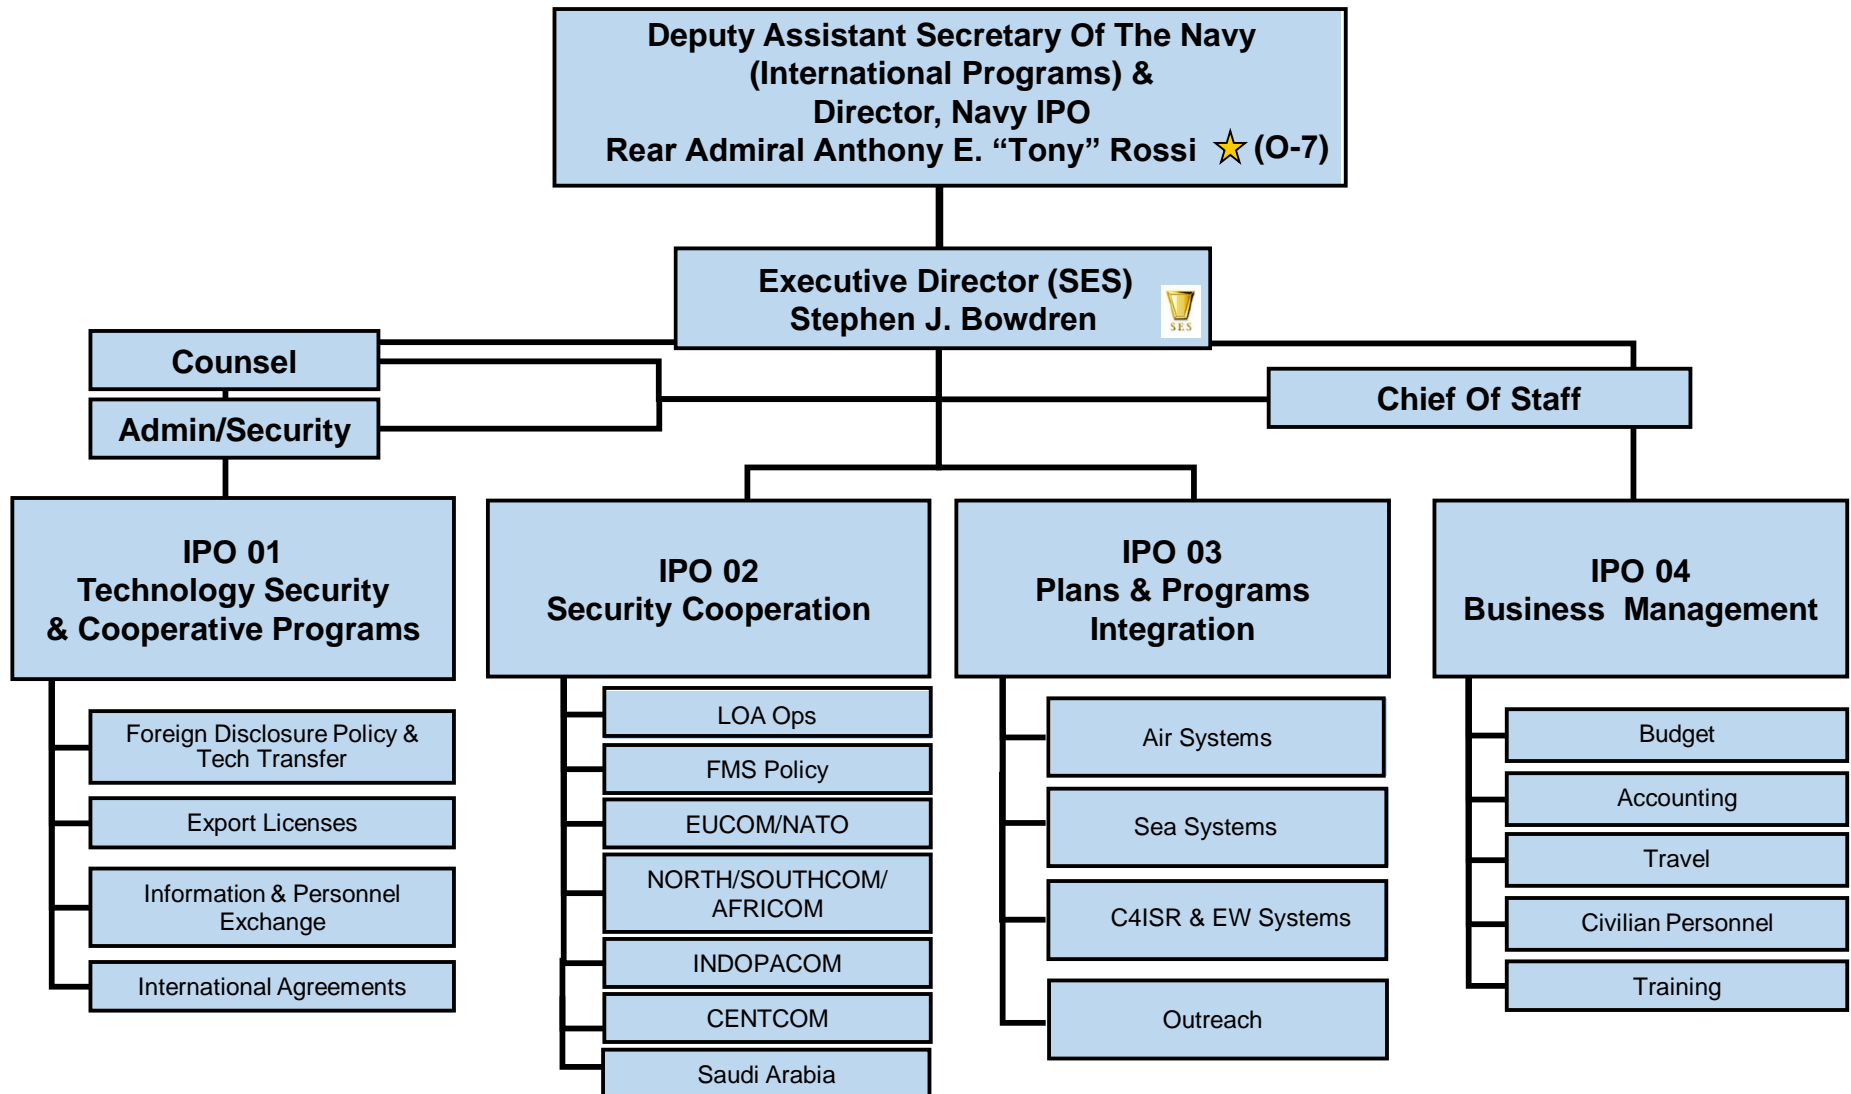 Deputy Assistant Secretary Of The Navy
(International Programs) &
Director, Navy IPO
Rear Admiral Anthony E. “Tony” Rossi (O-7)
Executive Director (SES)
Stephen J. Bowdren
SES
Counsel
Admin/Security
Chief Of Staff
IPO 01
Technology Security
& Cooperative Programs
Foreign Disclosure Policy &
Tech Transfer
Export Licenses
Information & Personnel
Exchange
International Agreements
IPO 02
Security Cooperation
LOA Ops
FMS Policy
EUCOM/NATO
NORTH/SOUTHCOM/
AFRICOM
INDOPACOM
CENTCOM
Saudi Arabia
IPO 03
Plans & Programs
Integration
Air Systems
Sea Systems
C4ISR & EW Systems
Outreach
IPO 04
Business Management
Budget
Accounting
Travel
Civilian Personnel
Training